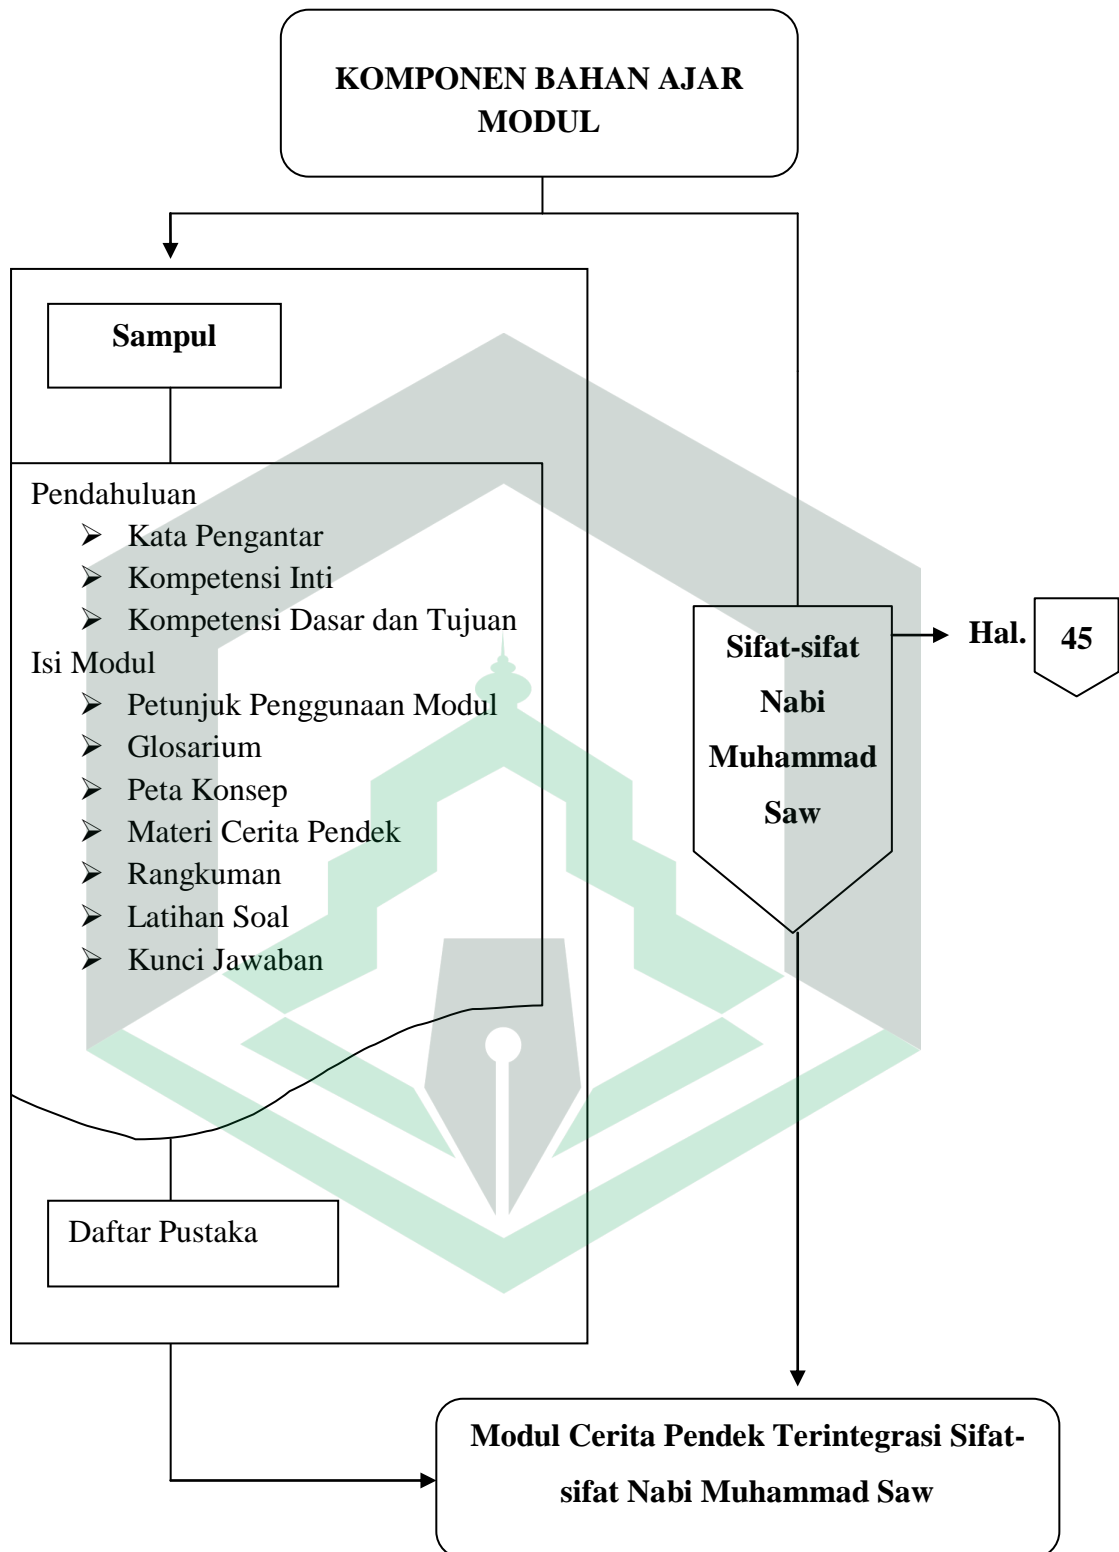 KOMPONEN BAHAN AJAR
MODUL
Sampul
Pendahuluan
Kata Pengantar
Kompetensi Inti
Kompetensi Dasar dan Tujuan
Isi Modul
Petunjuk Penggunaan Modul
Glosarium
Peta Konsep
Materi Cerita Pendek
Rangkuman
Latihan Soal
Kunci Jawaban
Daftar Pustaka
Sifat-sifat
Nabi
Muhammad
Saw
Hal. 45
Modul Cerita Pendek Terintegrasi Sifat-
sifat Nabi Muhammad Saw